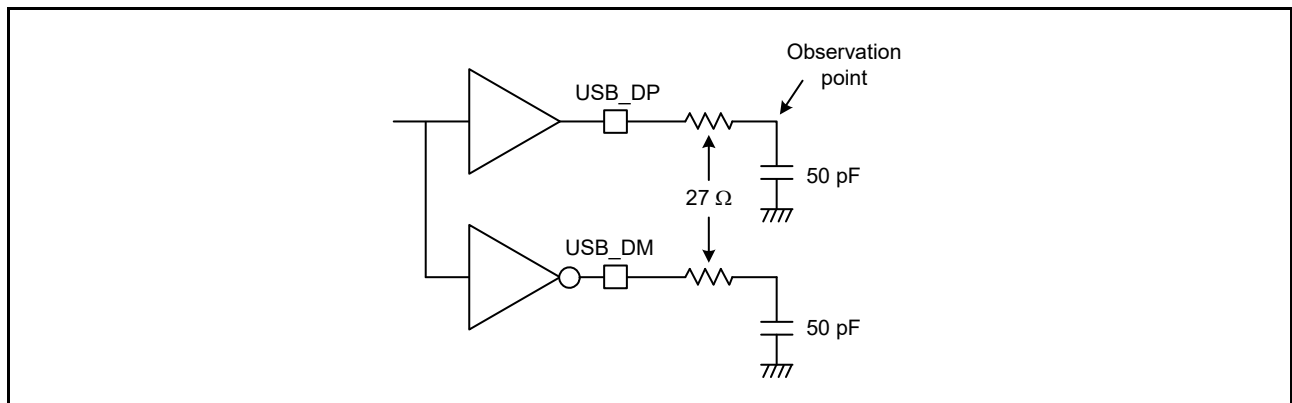 Observation
point
USB_DP
50 pF
27 Ω
USB_DM
50 pF